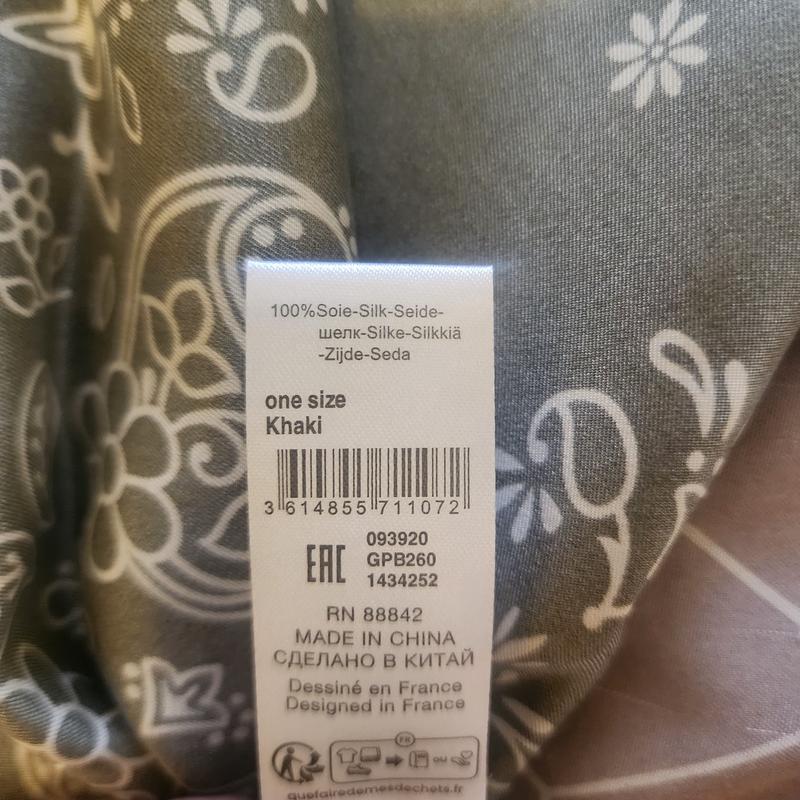 100%Soie-Silk-Seide-
шелк-Silke-Silkkiä
-Zijde-Seda
one size
Khaki
3 614855 711072
EAC
093920
GPB260
1434252
RN 88842
MADE IN CHINA
СДЕЛАНО В КИТАЙ
Dessiné en France
Designed in France
FR
OU
quefairedemesdechets.fr